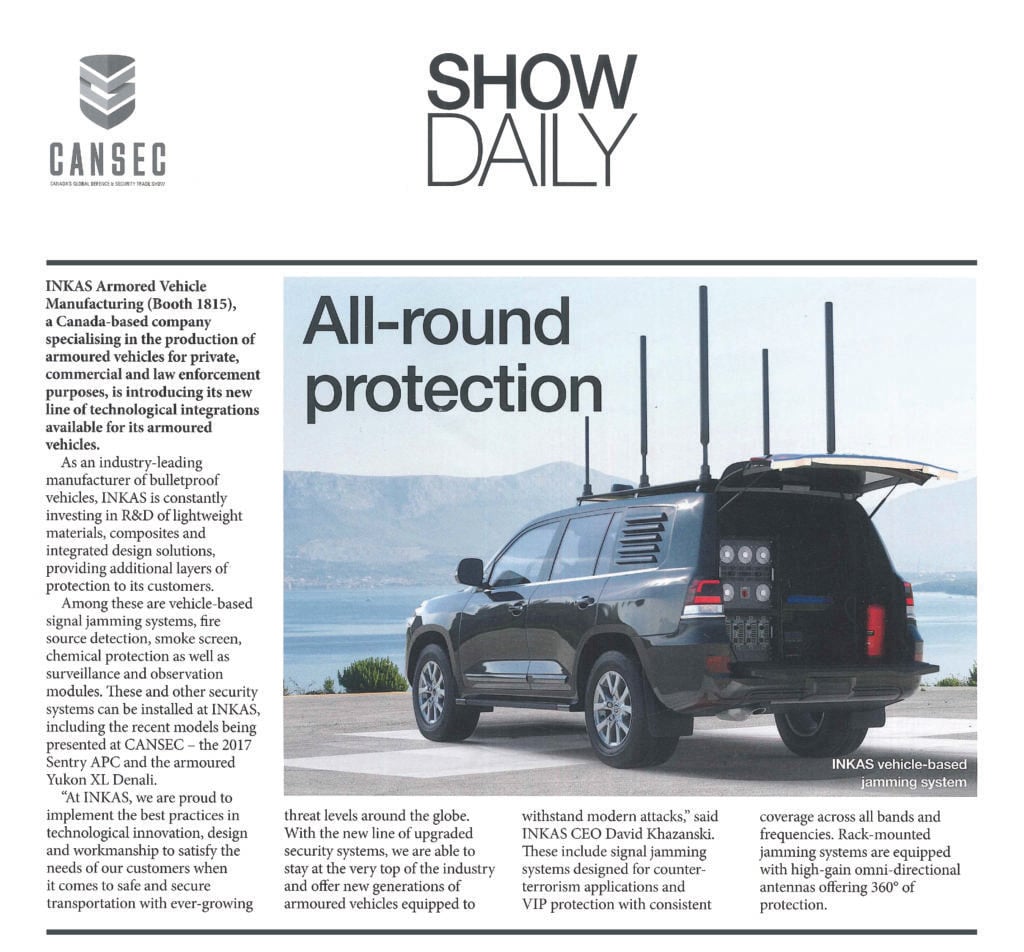 CANSEC
CANADA'S GLOBAL DEFENCE & SECURITY TRADE SHOW
SHOW
DAILY
INKAS Armored Vehicle
Manufacturing (Booth 1815),
a Canada-based company
specialising in the production of
armoured vehicles for private,
commercial and law enforcement
purposes, is introducing its new
line of technological integrations
available for its armoured
vehicles.
As an industry-leading
manufacturer of bulletproof
vehicles, INKAS is constantly
investing in R&D of lightweight
materials, composites and
integrated design solutions,
providing additional layers of
protection to its customers.
Among these are vehicle-based
signal jamming systems, fire
source detection, smoke screen,
chemical protection as well as
surveillance and observation
modules. These and other security
systems can be installed at INKAS,
including the recent models being
presented at CANSEC – the 2017
Sentry APC and the armoured
Yukon XL Denali.
"At INKAS, we are proud to
implement the best practices in
technological innovation, design
and workmanship to satisfy the
needs of our customers when
it comes to safe and secure
transportation with ever-growing
All-round
protection
INKAS vehicle-based
jamming system
threat levels around the globe.
With the new line of upgraded
security systems, we are able to
stay at the very top of the industry
and offer new generations of
armoured vehicles equipped to
withstand modern attacks," said
INKAS CEO David Khazanski.
These include signal jamming
systems designed for counter-
terrorism applications and
VIP protection with consistent
coverage across all bands and
frequencies. Rack-mounted
jamming systems are equipped
with high-gain omni-directional
antennas offering 360° of
protection.